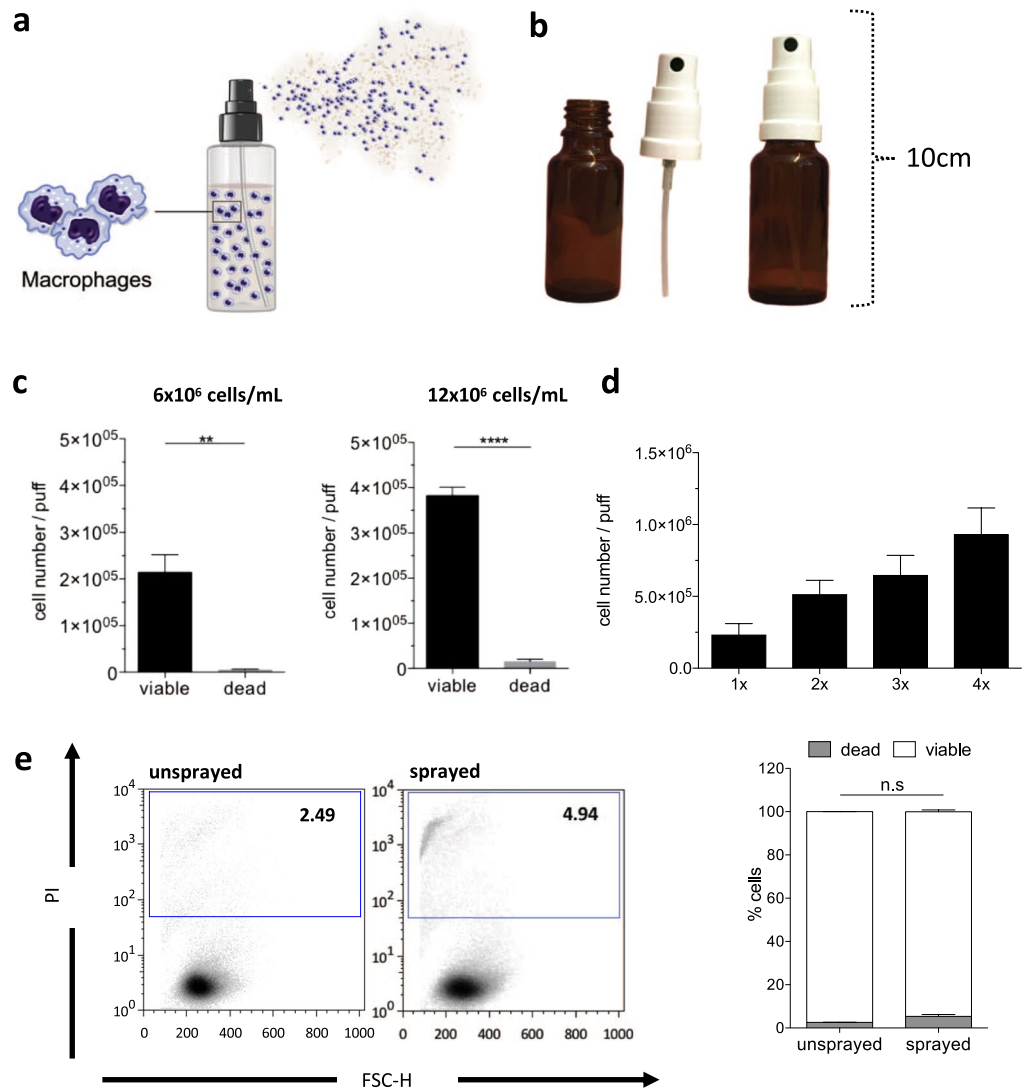 a
Macrophages
b
10cm
c
6x10⁶ cells/mL
cell number / puff
5×10⁰⁵
4×10⁰⁵
3×10⁰⁵
2×10⁰⁵
1×10⁰⁵
0
**
viable
dead
12x10⁶ cells/mL
cell number / puff
5×10⁰⁵
4×10⁰⁵
3×10⁰⁵
2×10⁰⁵
1×10⁰⁵
0
****
viable
dead
d
cell number / puff
1.5×10⁶
1.0×10⁶
5.0×10⁵
0.0
1x
2x
3x
4x
e
PI
unsprayed
10⁴
10³
10²
10¹
10⁰
2.49
0 200 400 600 800 1000
sprayed
10⁴
10³
10²
10¹
10⁰
4.94
0 200 400 600 800 1000
FSC-H
dead viable
% cells
120
100
80
60
40
20
0
n.s
unsprayed sprayed